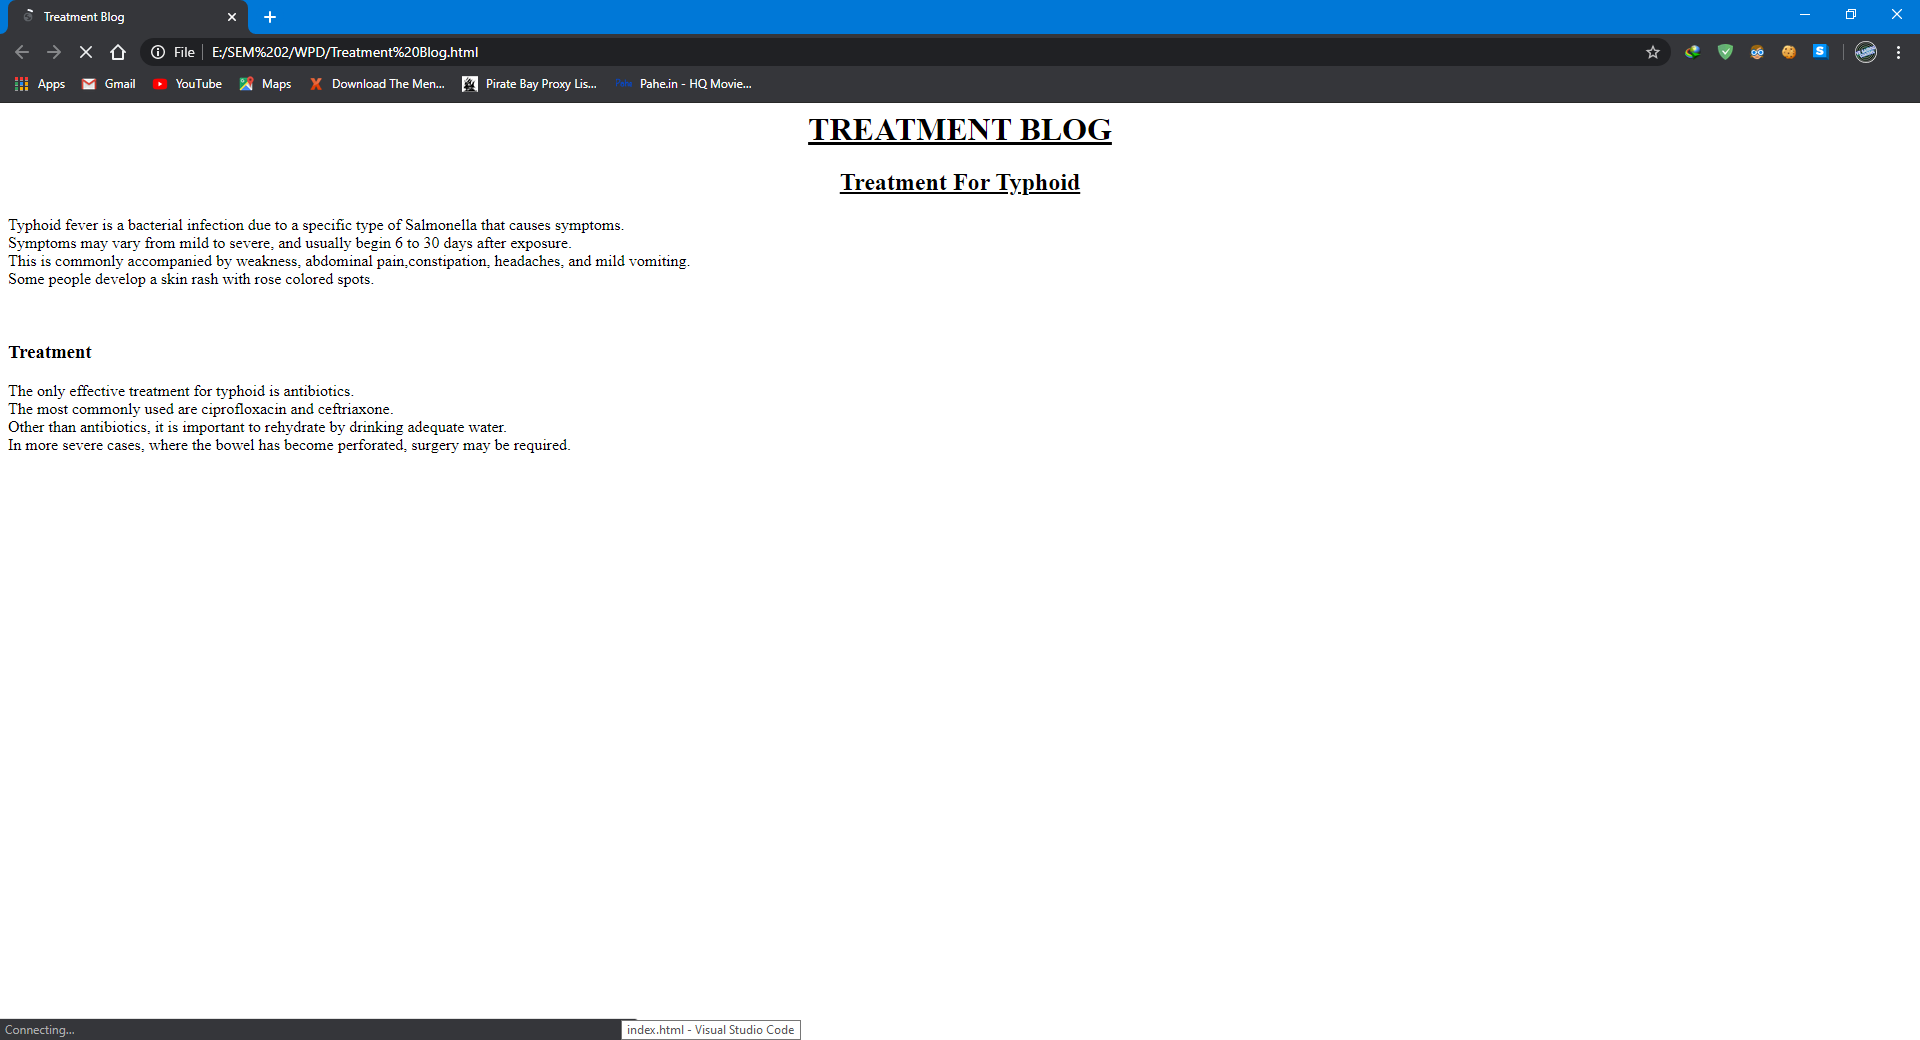 Treatment Blog
File
E:/SEM%202/WPD/Treatment%20Blog.html
S
Apps
Gmail
YouTube
Maps
Download The Men...
Pirate Bay Proxy Lis...
Pahe.in - HQ Movie...
TREATMENT BLOG
Treatment For Typhoid
Typhoid fever is a bacterial infection due to a specific type of Salmonella that causes symptoms.
Symptoms may vary from mild to severe, and usually begin 6 to 30 days after exposure.
This is commonly accompanied by weakness, abdominal pain,constipation, headaches, and mild vomiting.
Some people develop a skin rash with rose colored spots.
Treatment
The only effective treatment for typhoid is antibiotics.
The most commonly used are ciprofloxacin and ceftriaxone.
Other than antibiotics, it is important to rehydrate by drinking adequate water.
In more severe cases, where the bowel has become perforated, surgery may be required.
Connecting...
index.html - Visual Studio Code